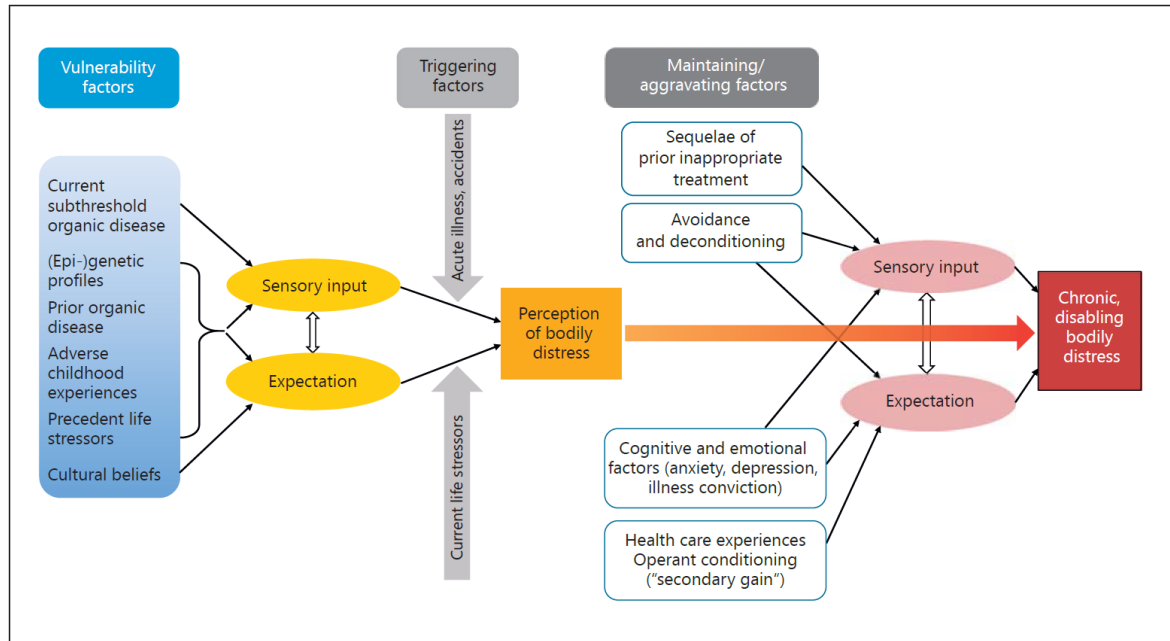 Vulnerability
factors
Triggering
factors
Maintaining/
aggravating factors
Current
subthreshold
organic disease
(Epi-)genetic
profiles
Prior organic
disease
Adverse
childhood
experiences
Precedent life
stressors
Cultural beliefs
Sensory input
Expectation
Acute illness, accidents
Current life stressors
Perception
of bodily
distress
Sequelae of
prior inappropriate
treatment
Avoidance
and deconditioning
Cognitive and emotional
factors (anxiety, depression,
illness conviction)
Health care experiences
Operant conditioning
(“secondary gain”)
Sensory input
Expectation
Chronic,
disabling
bodily
distress